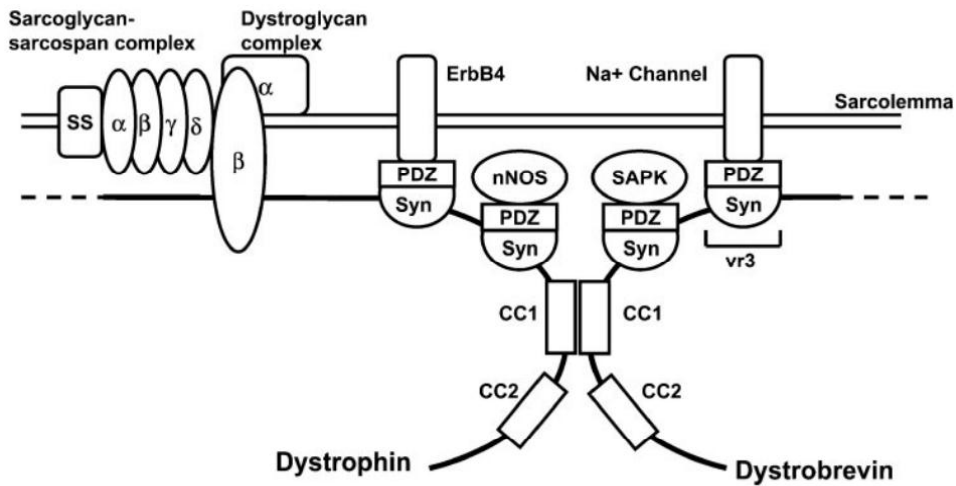 Sarcoglycan-
sarcospan complex
Dystroglycan
complex
ErbB4
Na+ Channel
Sarcolemma
SS
α
β
γ
δ
α
β
PDZ
Syn
nNOS
PDZ
Syn
SAPK
PDZ
Syn
PDZ
Syn
vr3
CC1
CC1
CC2
CC2
Dystrophin
Dystrobrevin